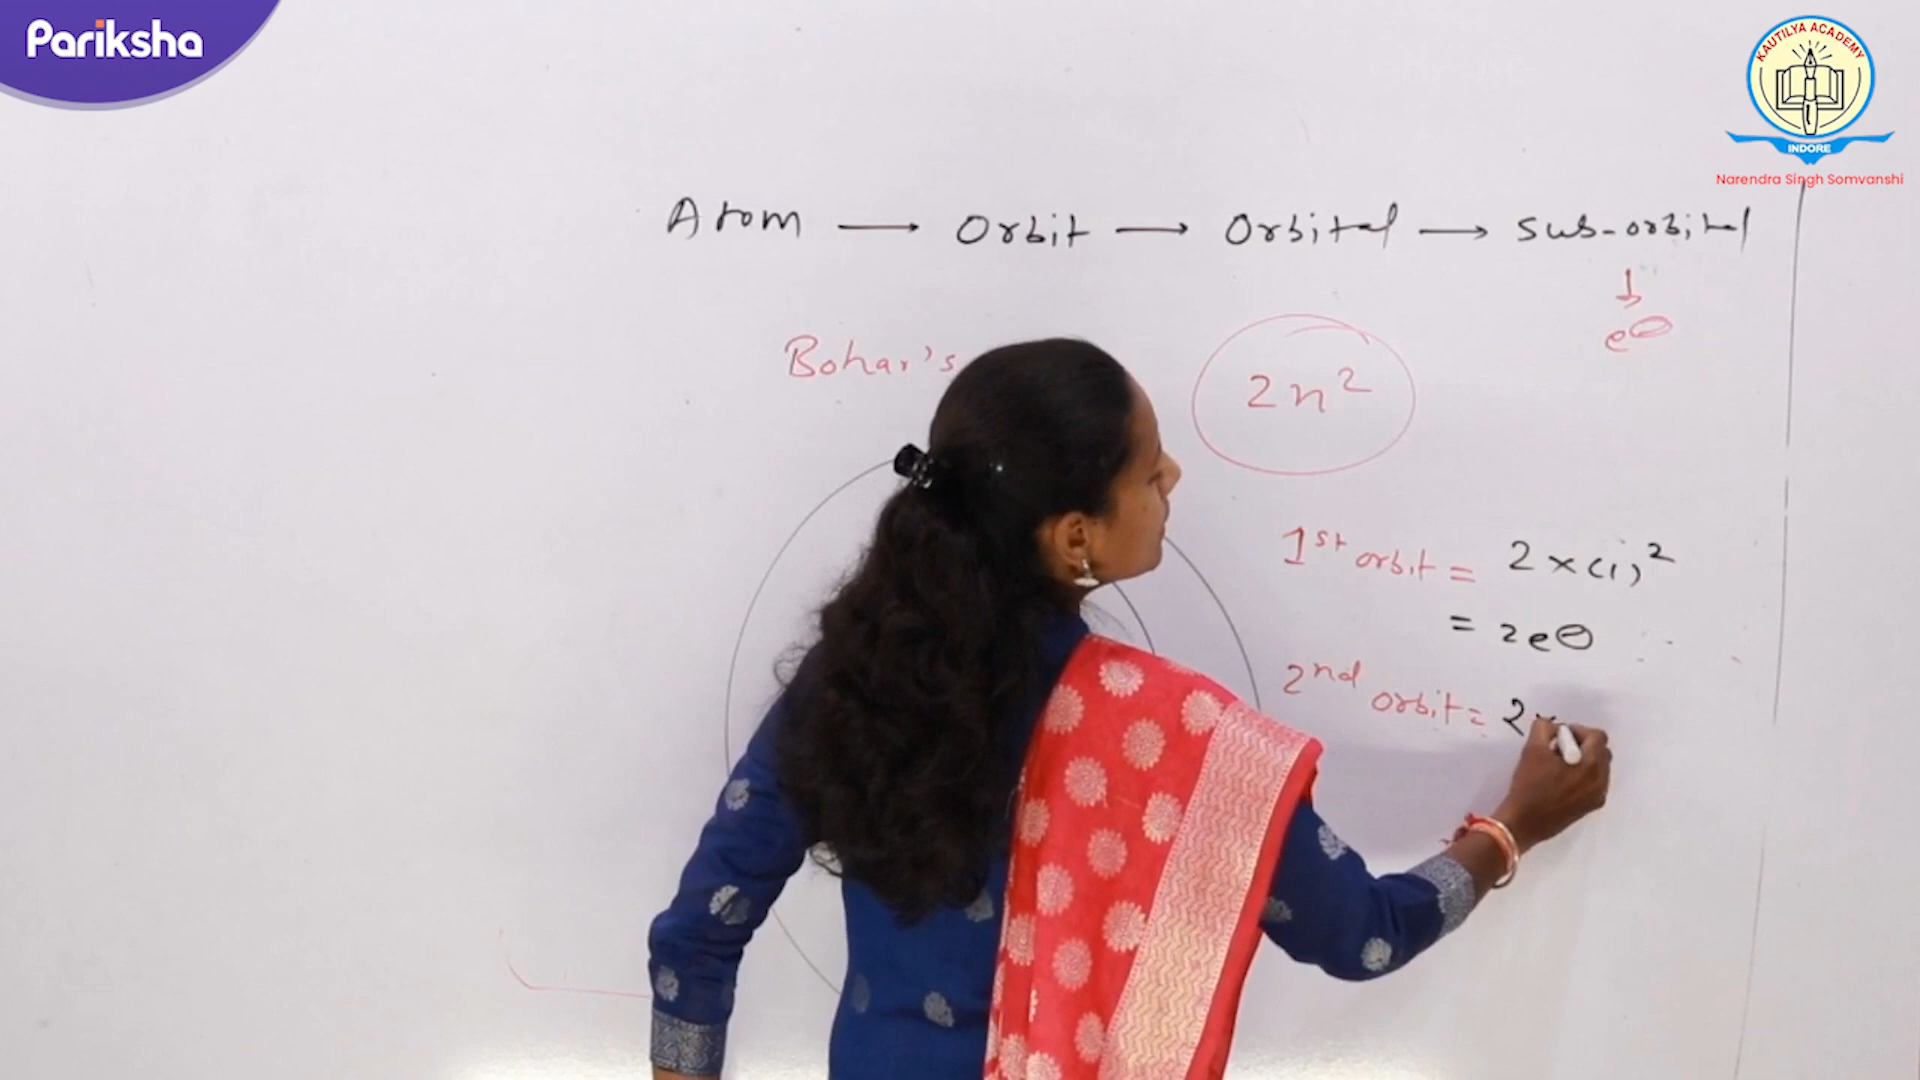 Pariksha
KAUTILYA ACADEMY
INDORE
Narendra Singh Somvanshi
Atom → Orbit → Orbital → Sub-orbital
↓
e⊖
Bohar's
2n²
1st orbit = 2×(1)²
= 2e⊖
2nd orbit = 2×